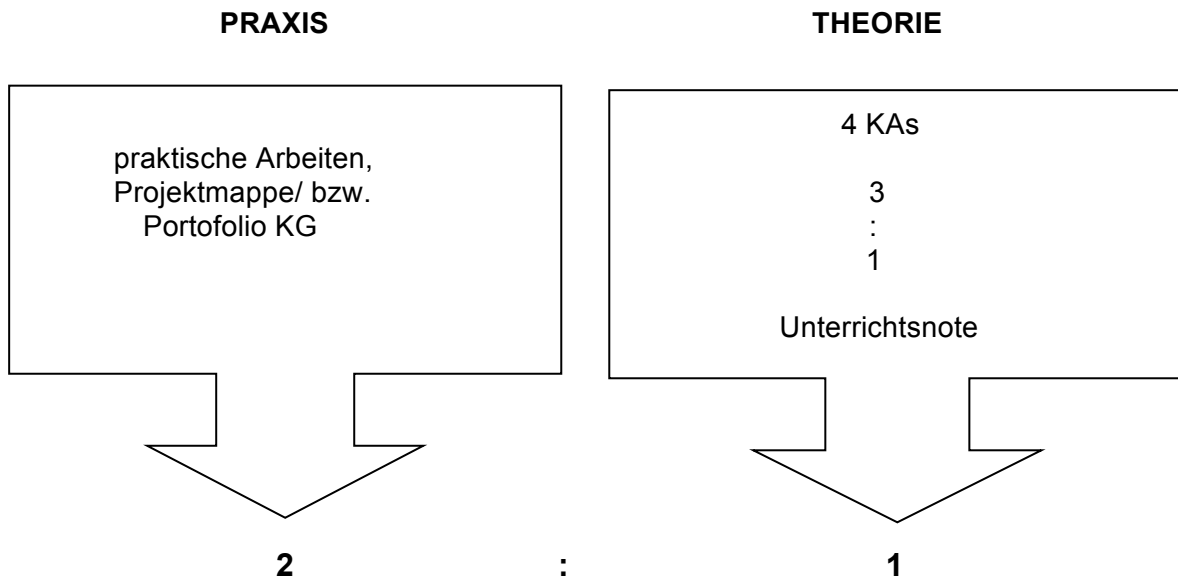 PRAXIS
THEORIE
praktische Arbeiten,
Projektmappe/ bzw.
Portofolio KG
4 KAs
3
:
1
Unterrichtsnote
2 : 1